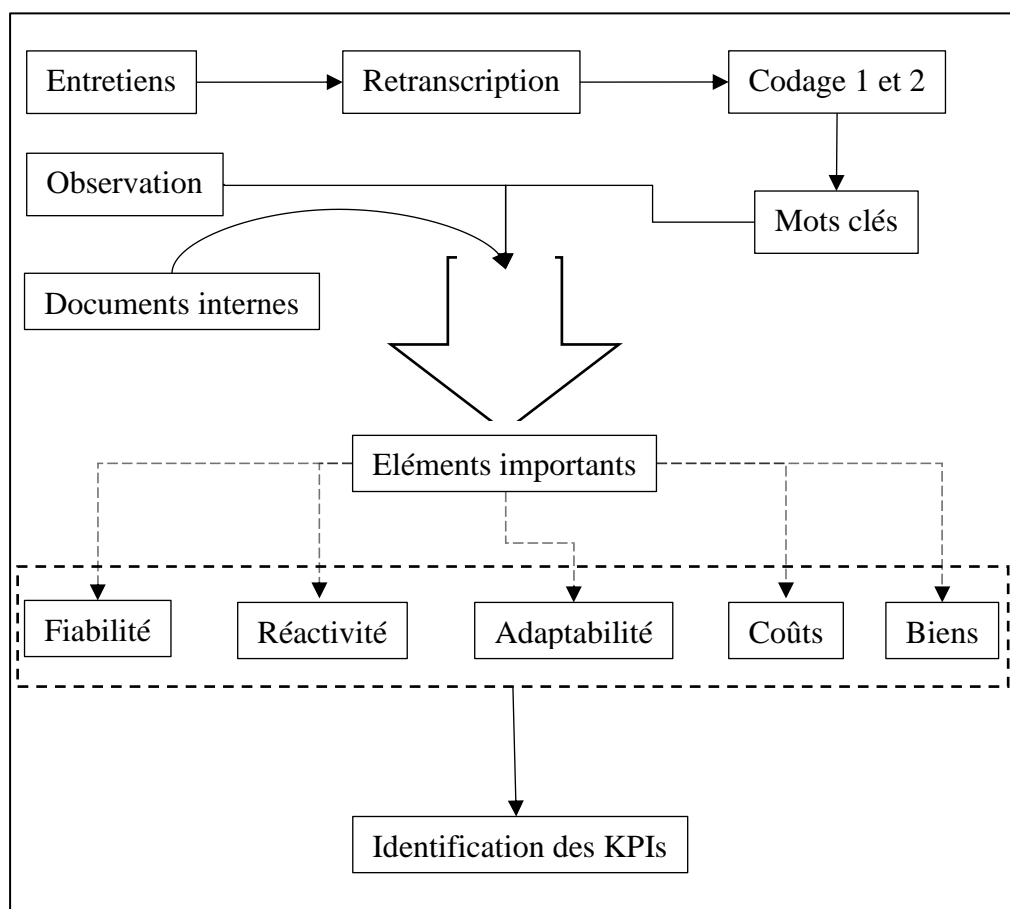 Entretiens
Retranscription
Codage 1 et 2
Observation
Mots clés
Documents internes
Eléments importants
Fiabilité
Réactivité
Adaptabilité
Coûts
Biens
Identification des KPIs